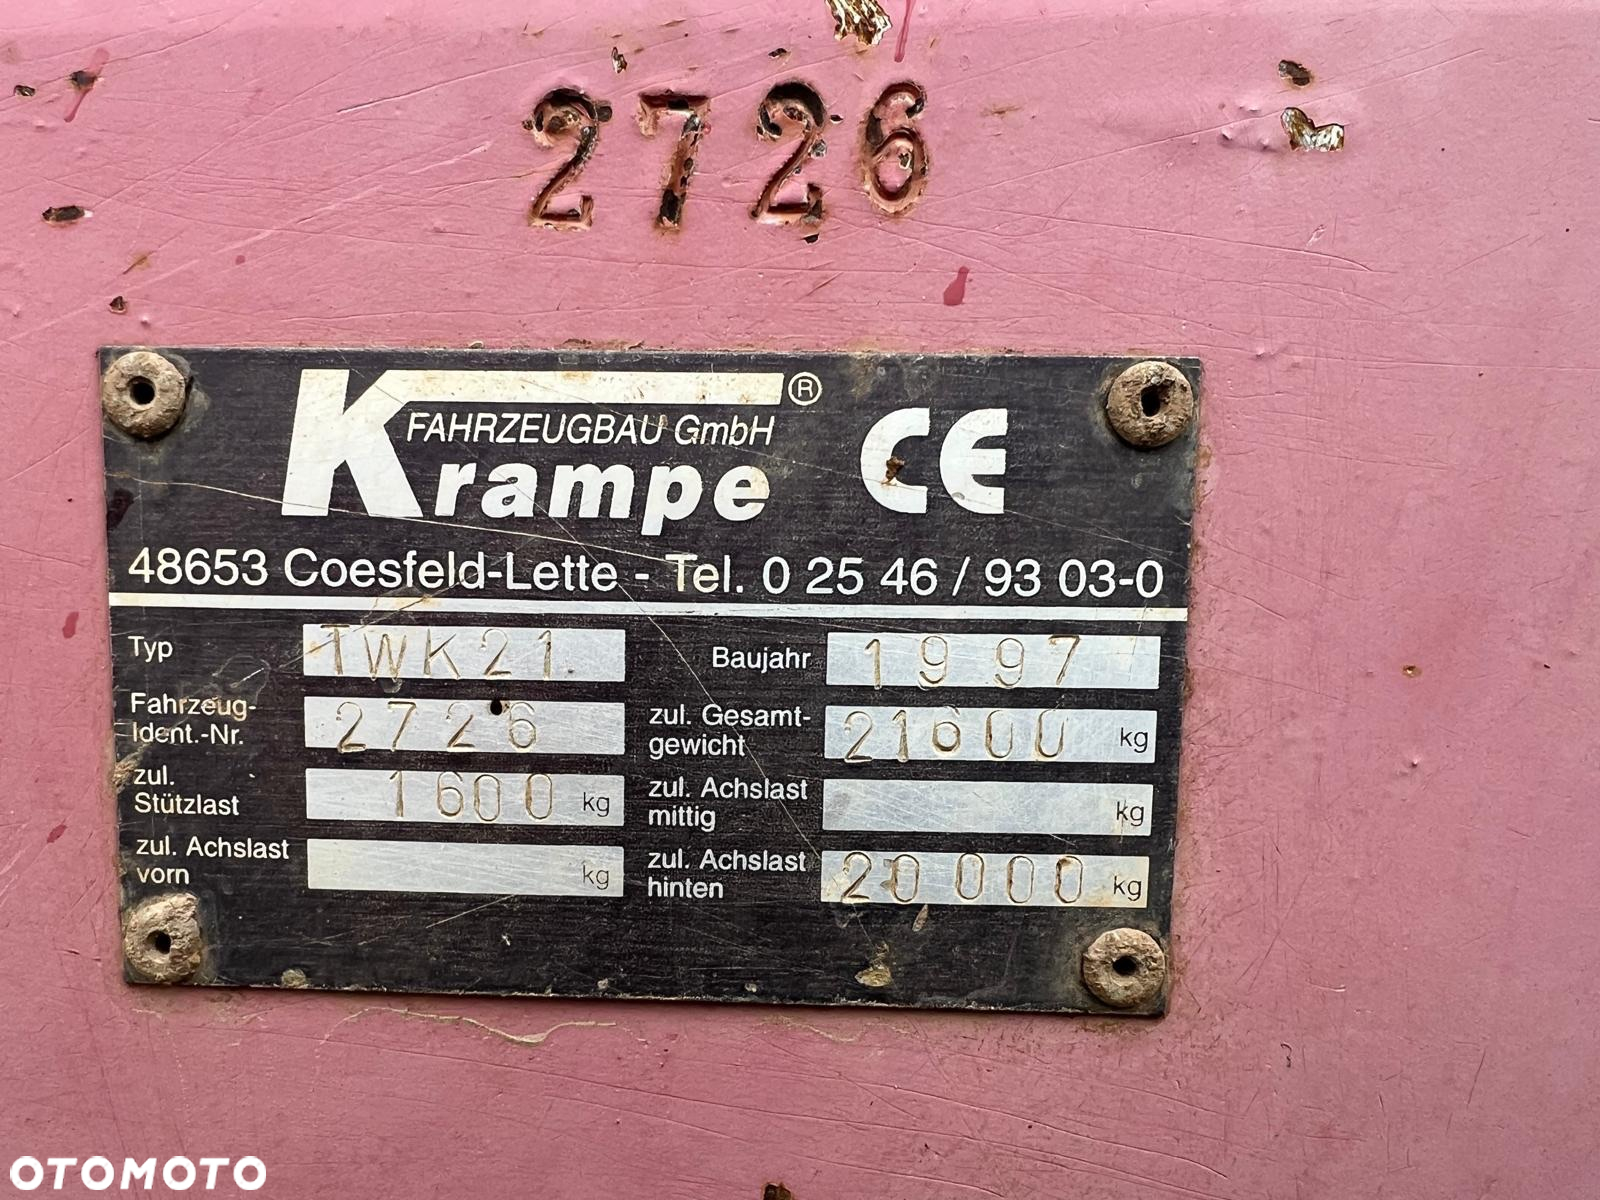 2726
FAHRZEUGBAU GmbH ®
Krampe CE
48653 Coesfeld-Lette - Tel. 0 25 46 / 93 03-0
Typ TWK21
Baujahr 1997
Fahrzeug-
Ident.-Nr. 2726
zul. Gesamt-
gewicht 21600 kg
zul.
Stützlast 1600 kg
zul. Achslast
mittig kg
zul. Achslast
vorn kg
zul. Achslast
hinten 20 000 kg
OTOMOTO